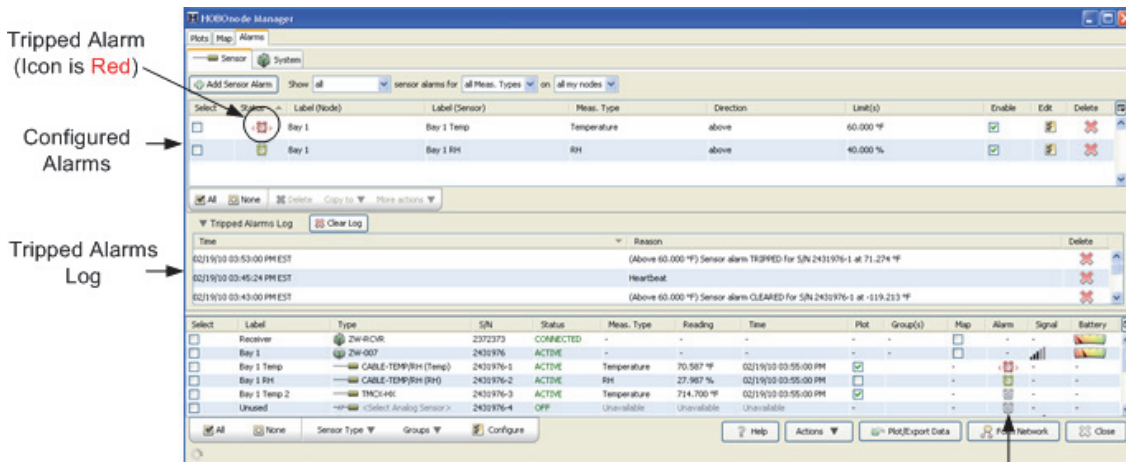 HOBOnode Manager
Plots Map Alarms
Sensor System
Add Sensor Alarm Show all sensor alarms for all Meas. Types on all my nodes
Select Status Label (Node) Label (Sensor) Meas. Type Direction Limit(s) Enable Edit Delete
Bay 1 Bay 1 Temp Temperature above 60.000 °F
Bay 1 Bay 1 RH RH above 40.000 %
All None Delete Copy to More actions
Tripped Alarm
(Icon is Red)
Configured
Alarms
Tripped Alarms
Log
Tripped Alarms Log Clear Log
Time Reason Delete
02/19/10 03:53:00 PM EST (Above 60.000 °F) Sensor alarm TRIPPED for S/N 2431976-1 at 71.274 °F
02/19/10 03:45:24 PM EST Heartbeat
02/19/10 03:43:00 PM EST (Above 60.000 °F) Sensor alarm CLEARED for S/N 2431976-1 at -119.213 °F
Select Label Type S/N Status Meas. Type Reading Time Plot Group(s) Map Alarm Signal Battery
Receiver ZW-RCVR 2372373 CONNECTED - - - - - - -
Bay 1 ZW-007 2431976 ACTIVE - - - - - -
Bay 1 Temp CABLE-TEMP/RH (Temp) 2431976-1 ACTIVE Temperature 70.587 °F 02/19/10 03:55:00 PM - - -
Bay 1 RH CABLE-TEMP/RH (RH) 2431976-2 ACTIVE RH 27.987 % 02/19/10 03:55:00 PM - - -
Bay 1 Temp 2 TMCX-HX 2431976-3 ACTIVE Temperature 714.700 °F 02/19/10 03:55:00 PM - - -
Unused <Select Analog Sensor> 2431976-4 OFF Unavailable Unavailable Unavailable - - - -
All None Sensor Type Groups Configure Help Actions Plot/Export Data Network Close